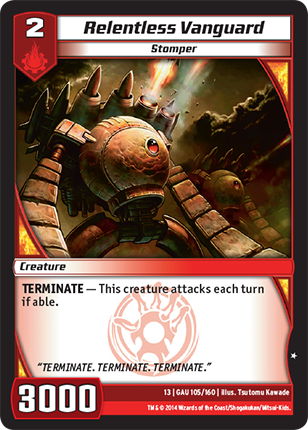 2
Relentless Vanguard
Stomper
Creature
TERMINATE — This creature attacks each turn
if able.
“TERMINATE. TERMINATE. TERMINATE.”
3000
13 | GAU 105/160 | Illus. Tsutomu Kawade
TM & © 2014 Wizards of the Coast/Shogakukan/Mitsui-Kids.